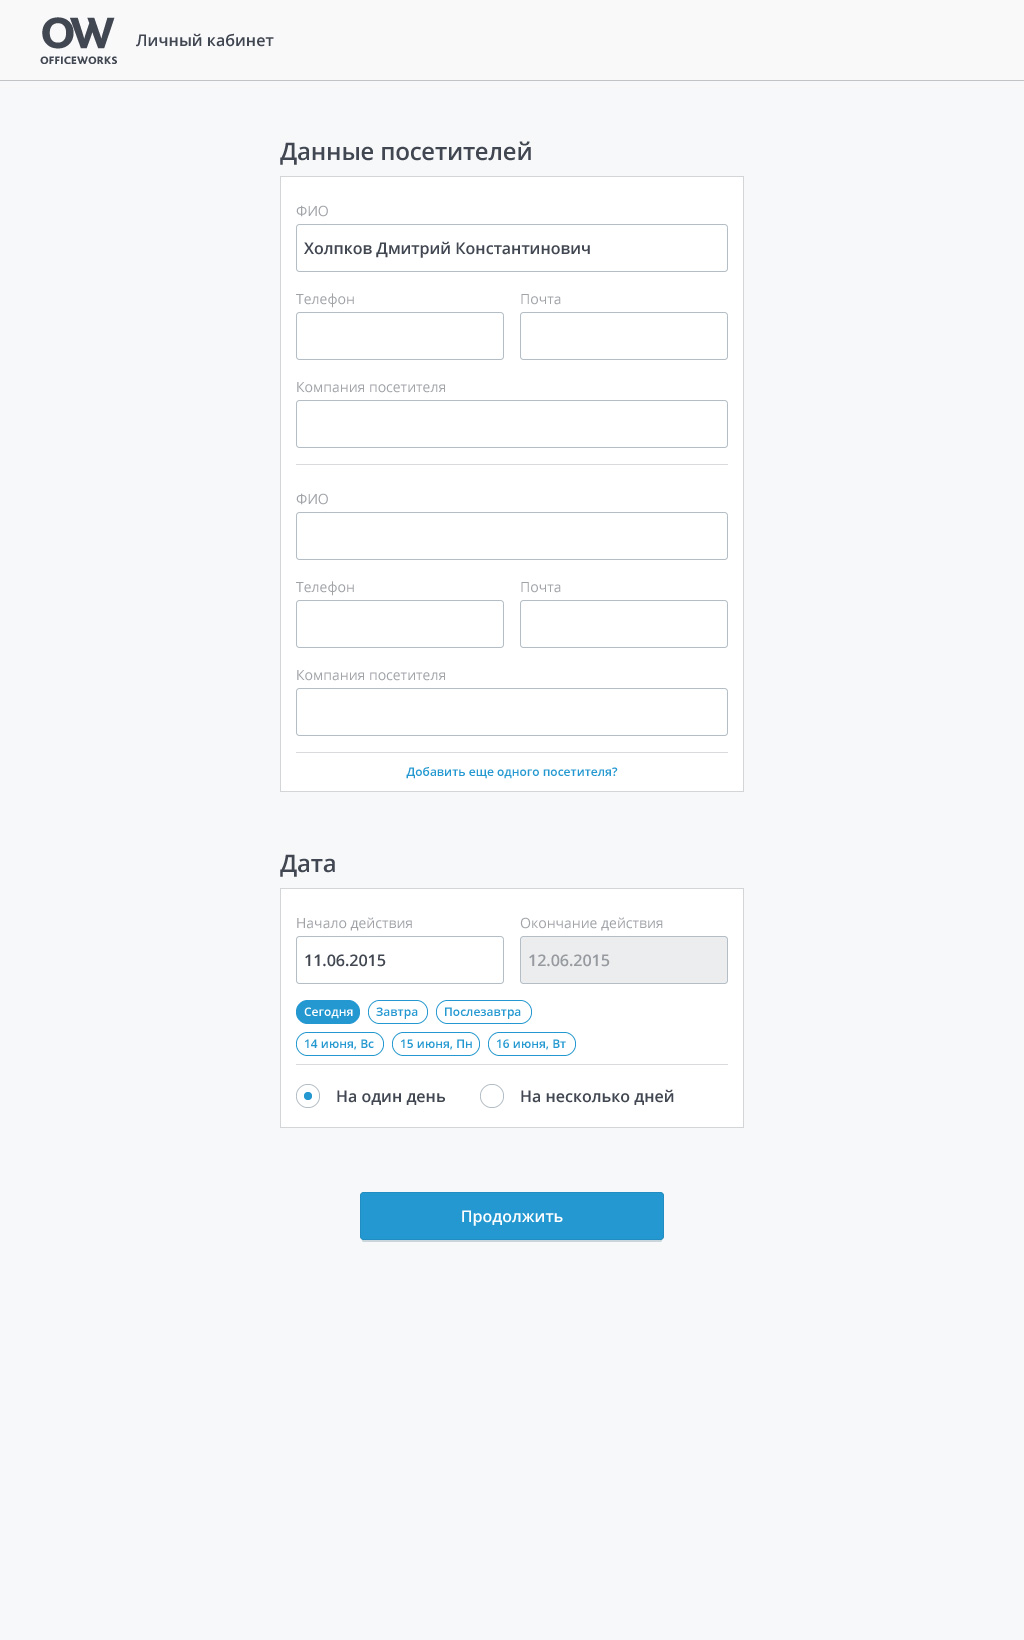 OW
OFFICEWORKS
Личный кабинет
Данные посетителей
ФИО
Холпков Дмитрий Константинович
Телефон Почта
Компания посетителя
ФИО
Телефон Почта
Компания посетителя
Добавить еще одного посетителя?
Дата
Начало действия Окончание действия
11.06.2015 12.06.2015
Сегодня Завтра Послезавтра
14 июня, Вс 15 июня, Пн 16 июня, Вт
На один день На несколько дней
Продолжить